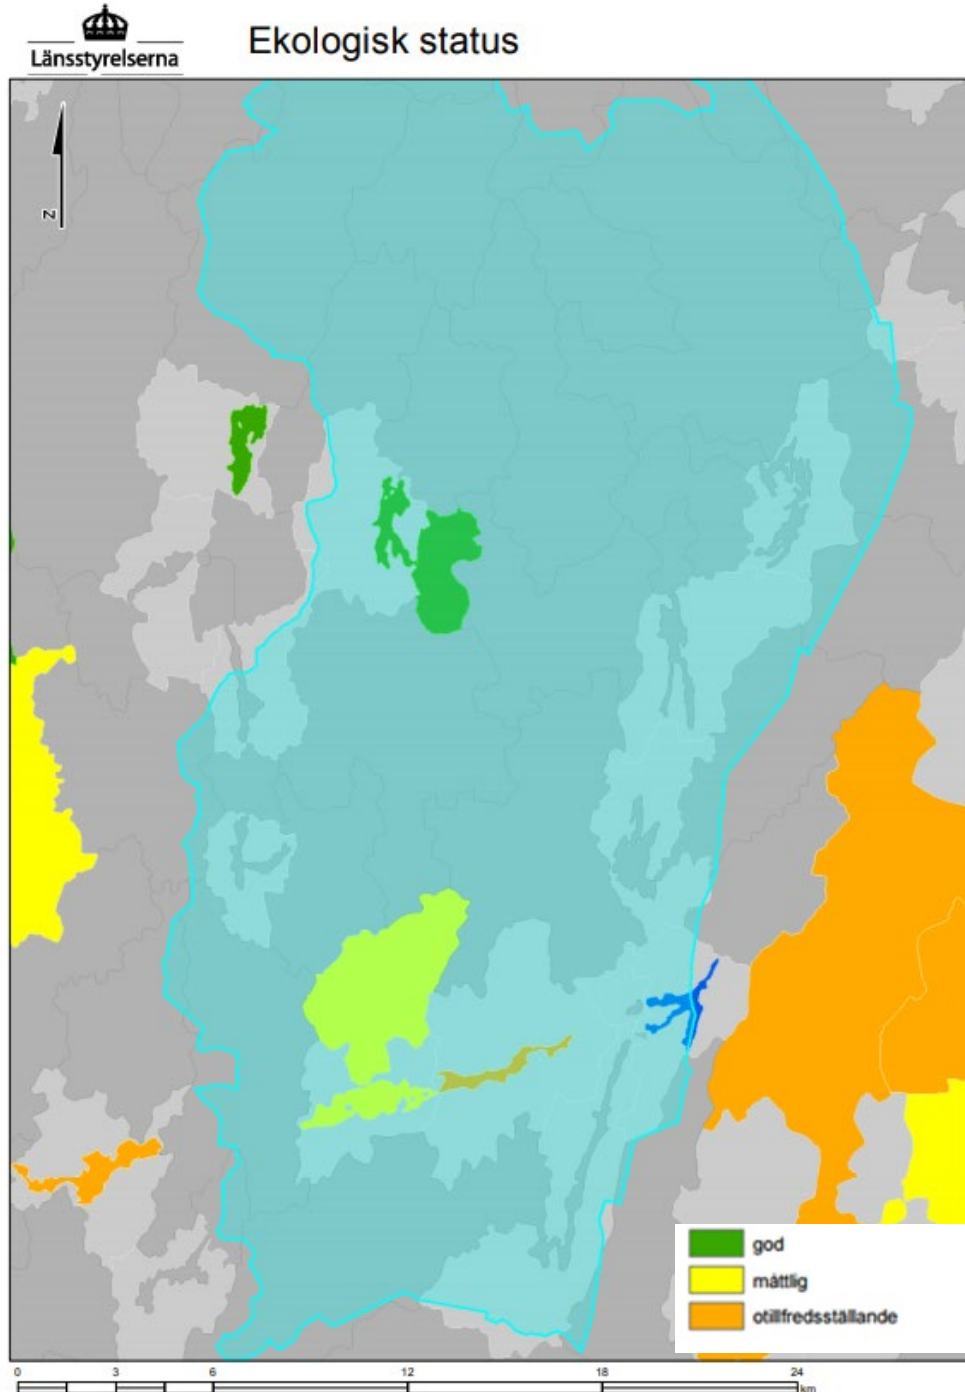 Länsstyrelserna
Ekologisk status
N
god
måttlig
otillfredsställande
0 3 6 12 18 24
km